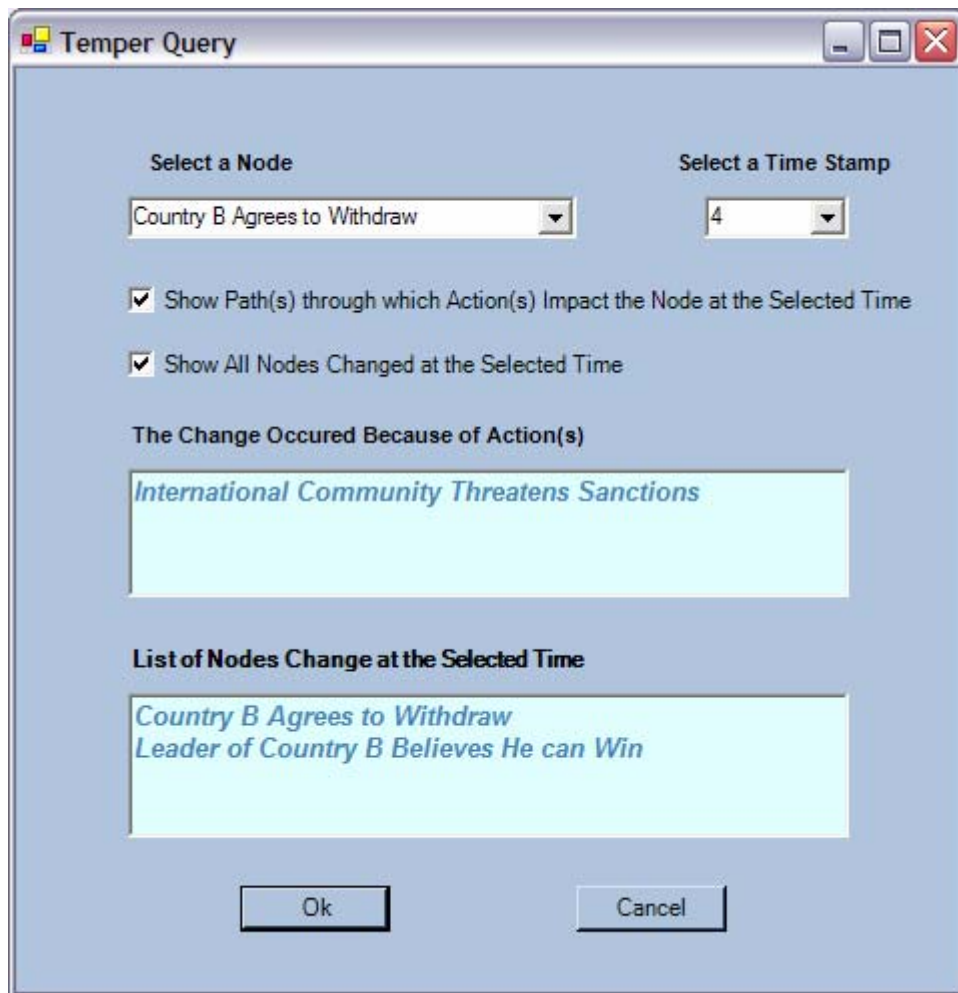 Temper Query
Select a Node
Select a Time Stamp
Country B Agrees to Withdraw
4
Show Path(s) through which Action(s) Impact the Node at the Selected Time
Show All Nodes Changed at the Selected Time
The Change Occured Because of Action(s)
International Community Threatens Sanctions
List of Nodes Change at the Selected Time
Country B Agrees to Withdraw
Leader of Country B Believes He can Win
Ok
Cancel